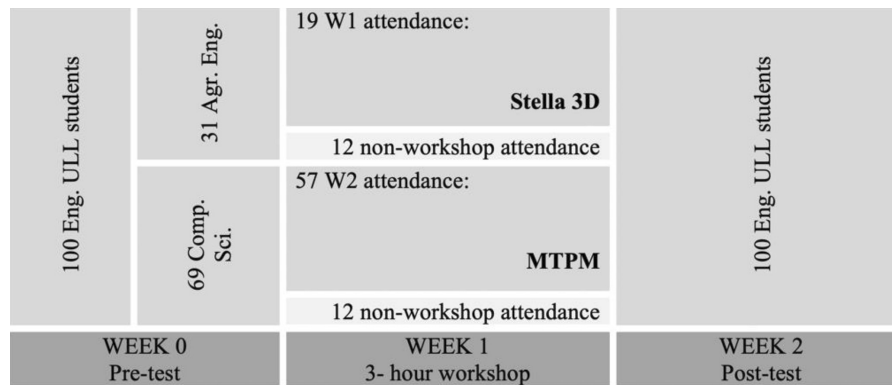 100 Eng. ULL students
31 Agr. Eng.
69 Comp.
Sci.
19 W1 attendance:
Stella 3D
12 non-workshop attendance
57 W2 attendance:
MTPM
12 non-workshop attendance
100 Eng. ULL students
WEEK 0
Pre-test
WEEK 1
3- hour workshop
WEEK 2
Post-test